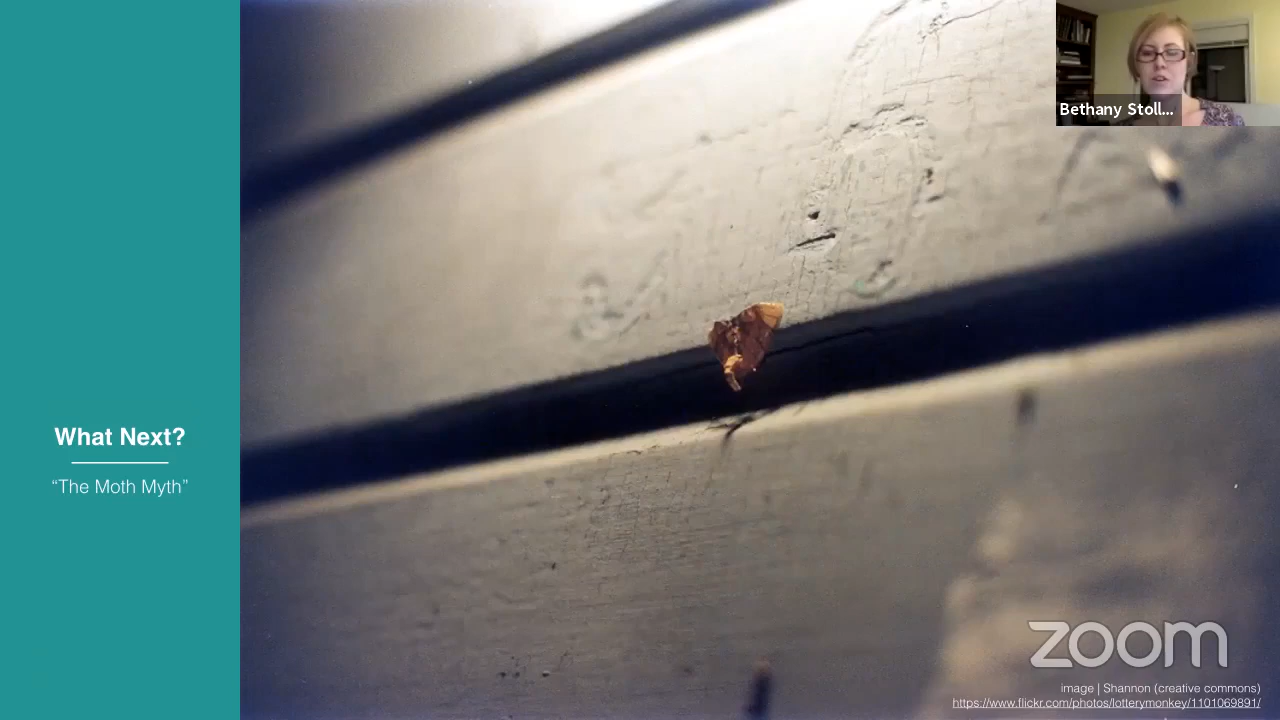 Bethany Stoll...
What Next?
“The Moth Myth”
zoom
image | Shannon (creative commons)
https://www.flickr.com/photos/lotterymonkey/1101069891/